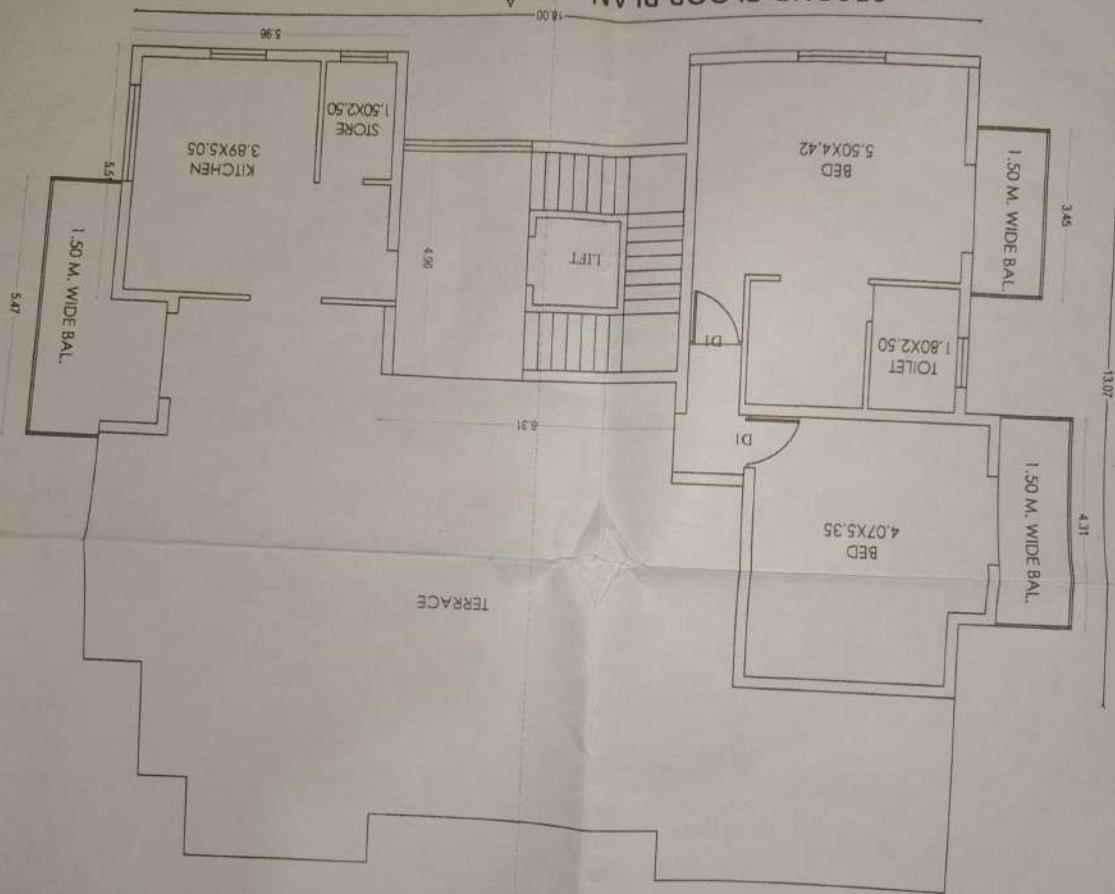 TERRACE
BED
4.07X5.35
1.50 M. WIDE BAL.
4.31
13.07
D1
6.31
5.47
1.50 M. WIDE BAL.
TOILET
1.80X2.50
D1
LIFT
4.96
3.45
1.50 M. WIDE BAL.
BED
5.50X4.42
KITCHEN
3.89X5.05
STORE
1.50X2.50
5.96
18.00
FLOOR PLAN
A